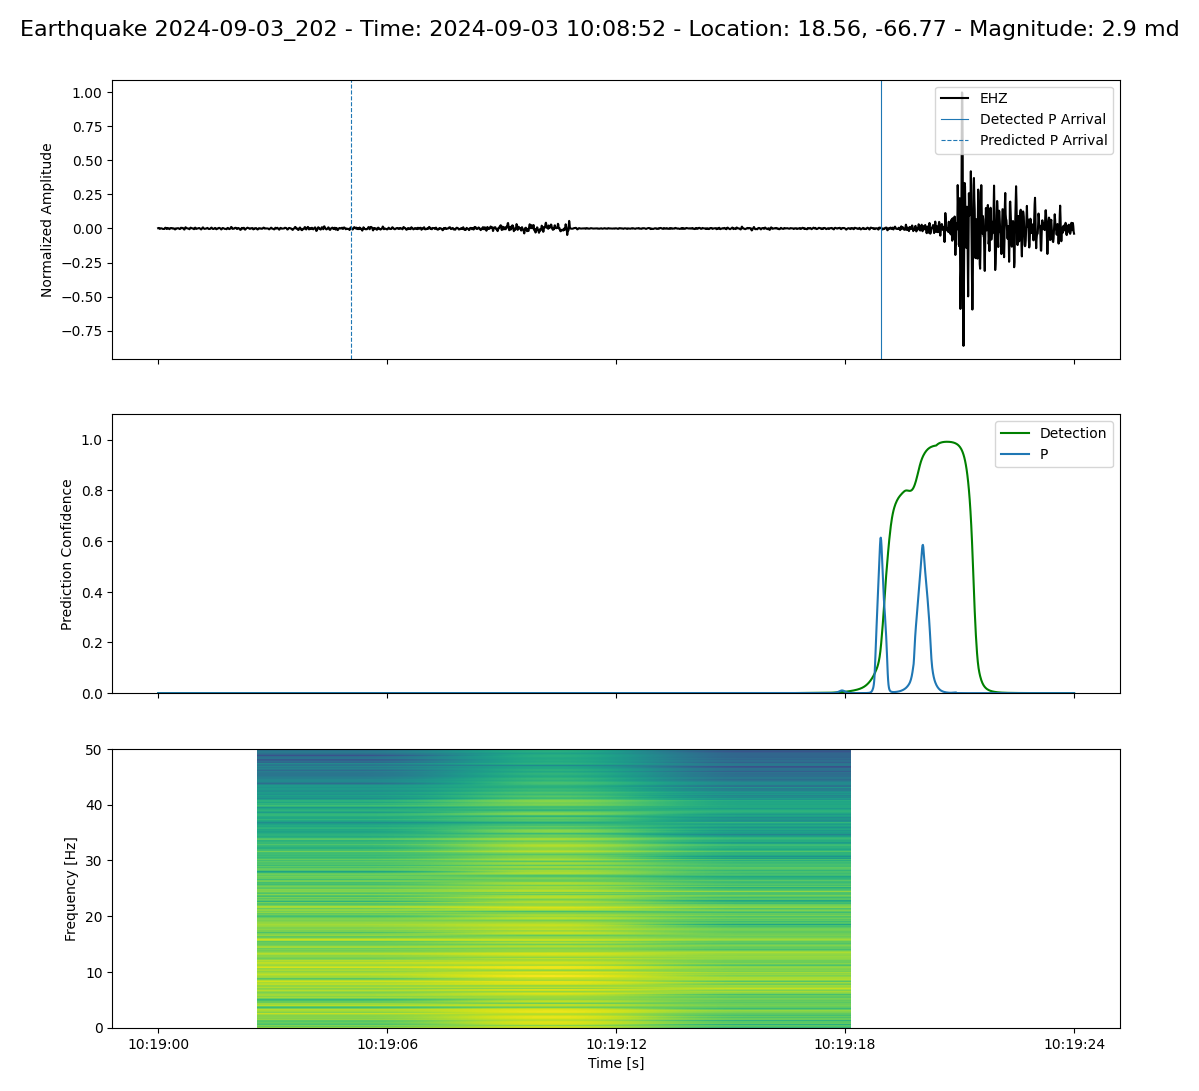 Earthquake 2024-09-03_202 - Time: 2024-09-03 10:08:52 - Location: 18.56, -66.77 - Magnitude: 2.9 md
1.00
0.75
0.50
0.25
0.00
−0.25
−0.50
−0.75
Normalized Amplitude
EHZ
Detected P Arrival
Predicted P Arrival
1.0
0.8
0.6
0.4
0.2
0.0
Prediction Confidence
Detection
P
50
40
30
20
10
0
Frequency [Hz]
10:19:00 10:19:06 10:19:12 10:19:18 10:19:24
Time [s]